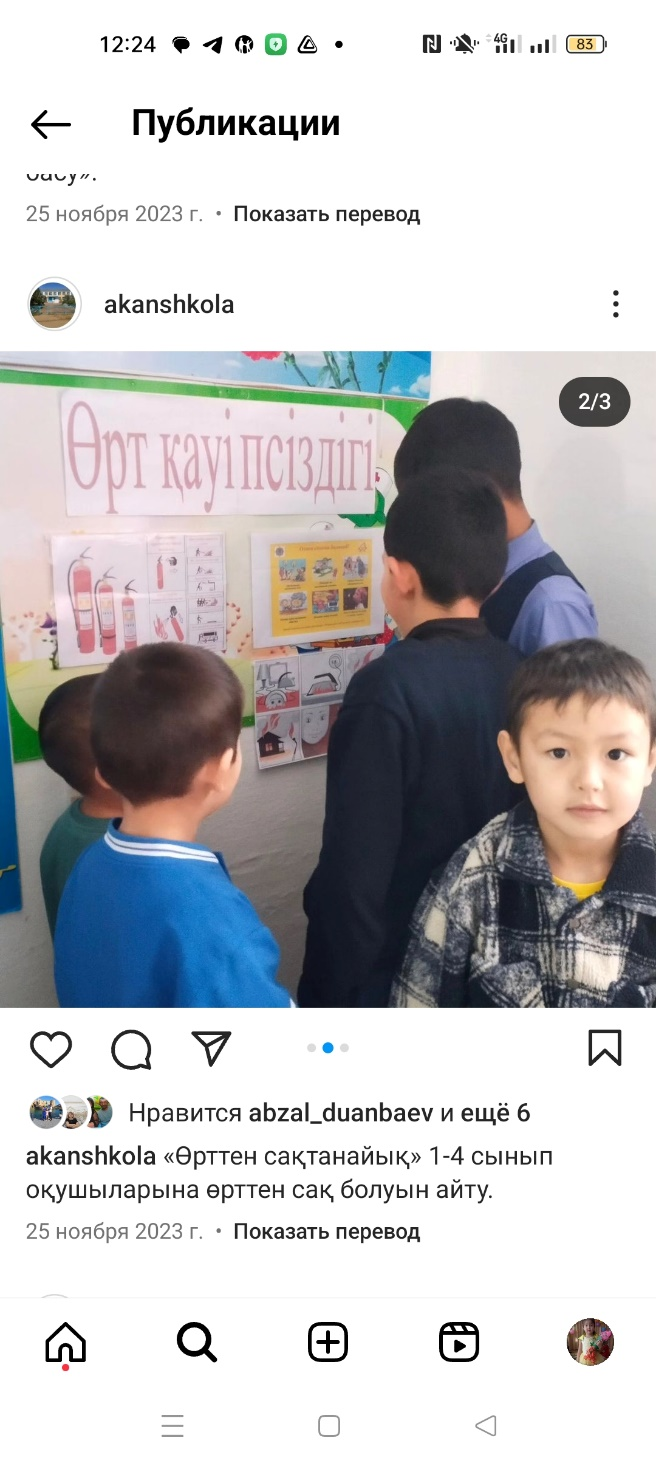 12:24
4G
83
Публикации
25 ноября 2023 г. • Показать перевод
akanshkola
2/3
Өрт қауіпсіздігі
Нравится abzal_duanbaev и ещё 6
akanshkola «Өрттен сақтанайық» 1-4 сынып
оқушыларына өрттен сақ болуын айту.
25 ноября 2023 г. • Показать перевод